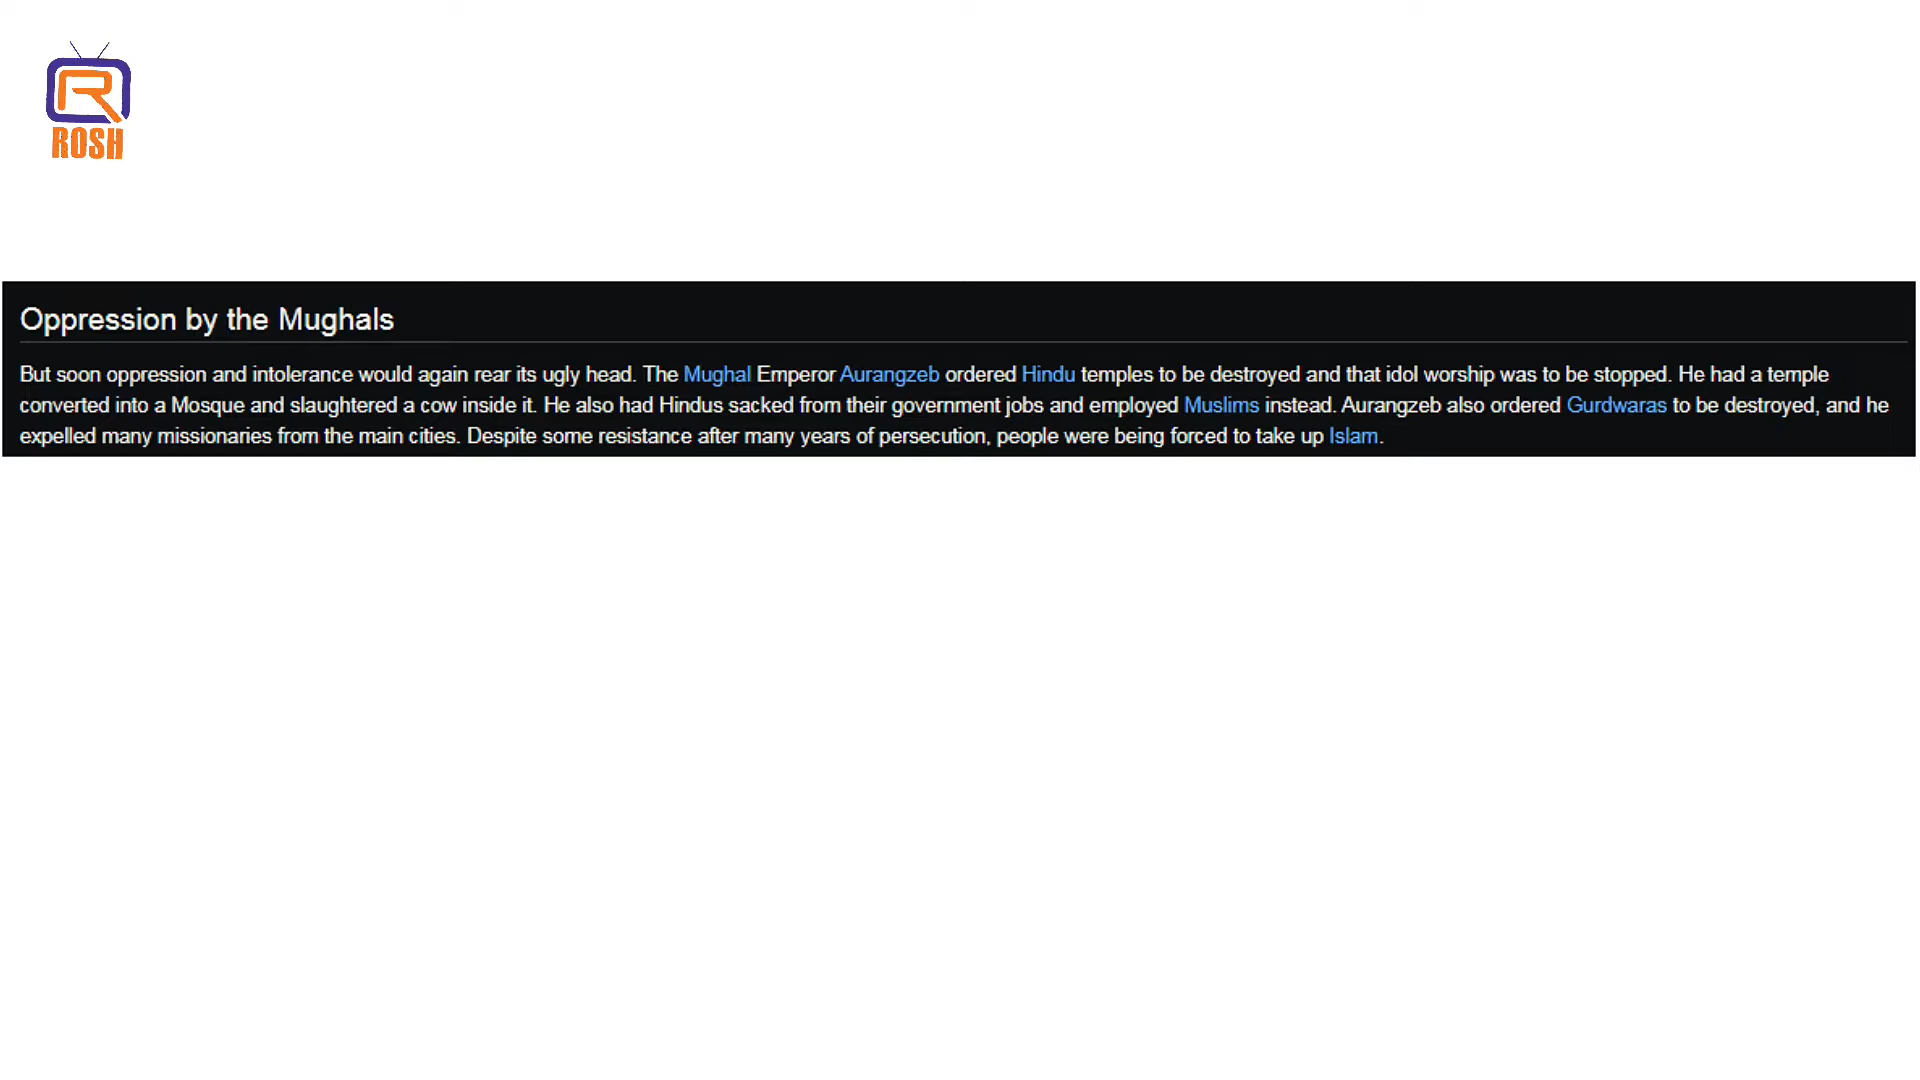 R
ROSH
Oppression by the Mughals
But soon oppression and intolerance would again rear its ugly head. The Mughal Emperor Aurangzeb ordered Hindu temples to be destroyed and that idol worship was to be stopped. He had a temple
converted into a Mosque and slaughtered a cow inside it. He also had Hindus sacked from their government jobs and employed Muslims instead. Aurangzeb also ordered Gurdwaras to be destroyed, and he
expelled many missionaries from the main cities. Despite some resistance after many years of persecution, people were being forced to take up Islam.